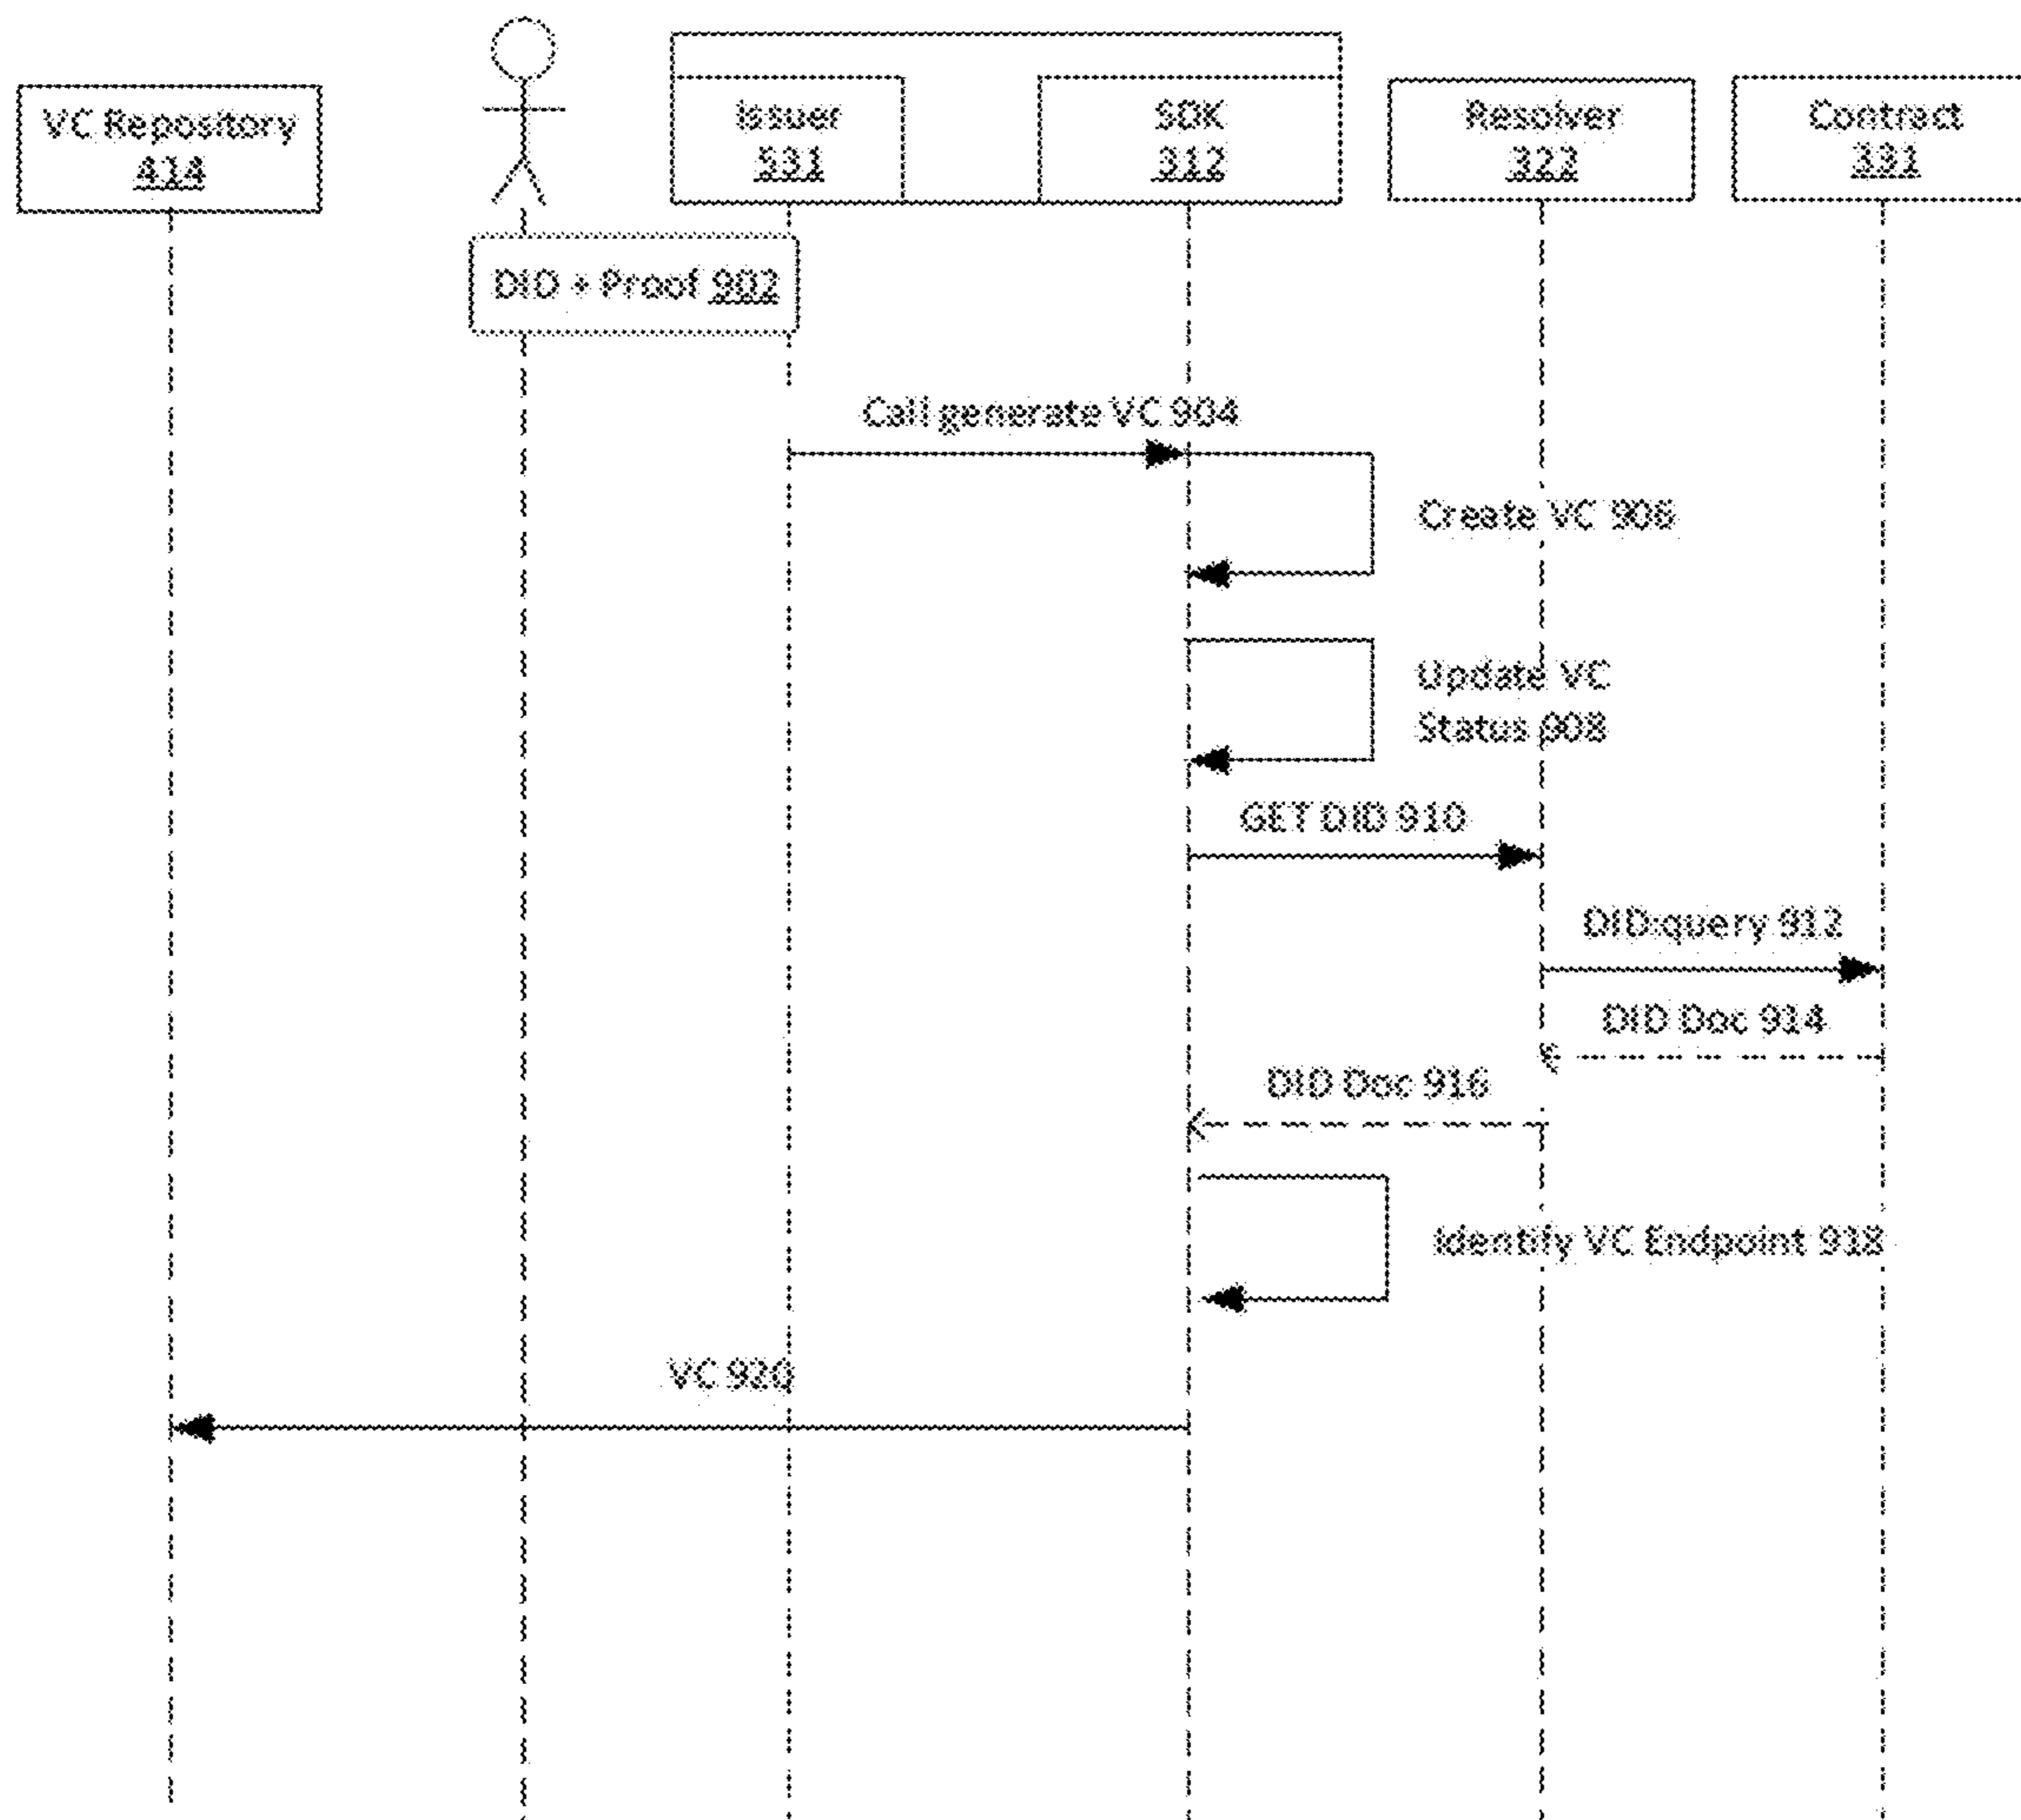 VC Repository
414
Issuer
531
SDK
312
Resolver
322
Contract
331
DID + Proof 902
Call generate VC 904
Create VC 906
Update VC
Status 908
GET DID 910
DID:query 912
DID Doc 914
DID Doc 916
Identify VC Endpoint 918
VC 920